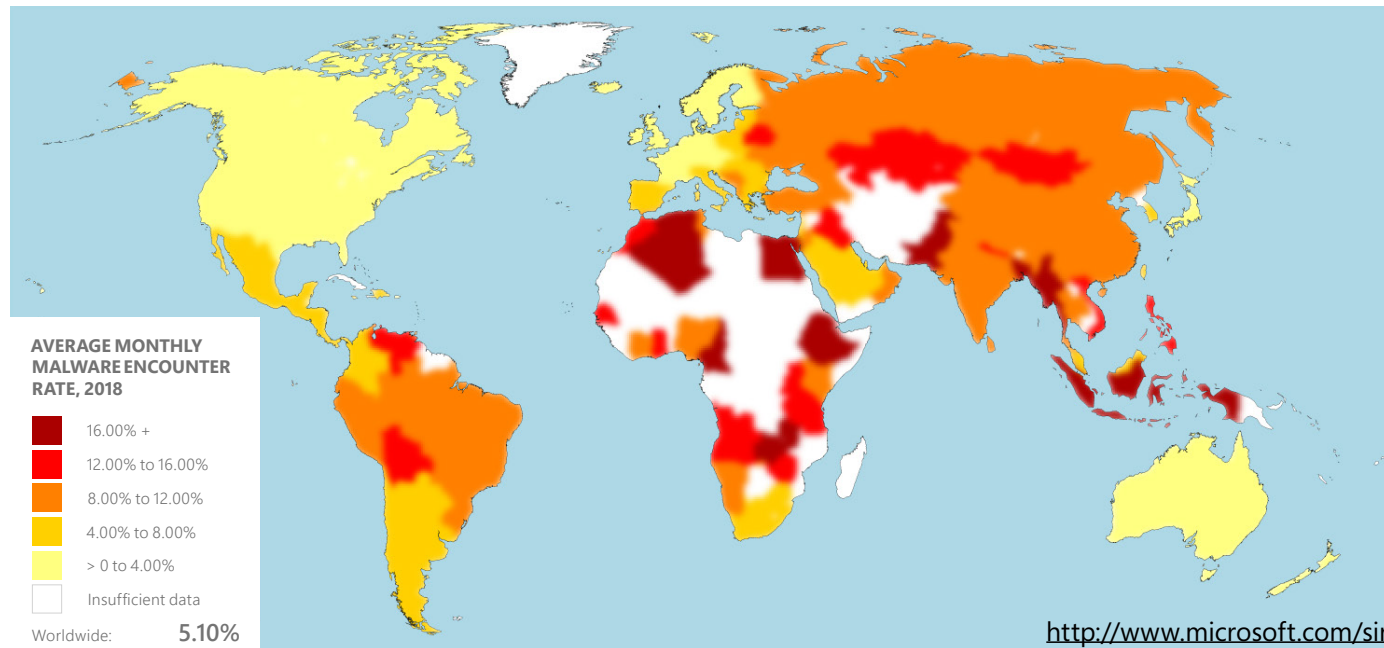 AVERAGE MONTHLY
MALWARE ENCOUNTER
RATE, 2018
16.00% +
12.00% to 16.00%
8.00% to 12.00%
4.00% to 8.00%
> 0 to 4.00%
Insufficient data
Worldwide: 5.10%
http://www.microsoft.com/sir